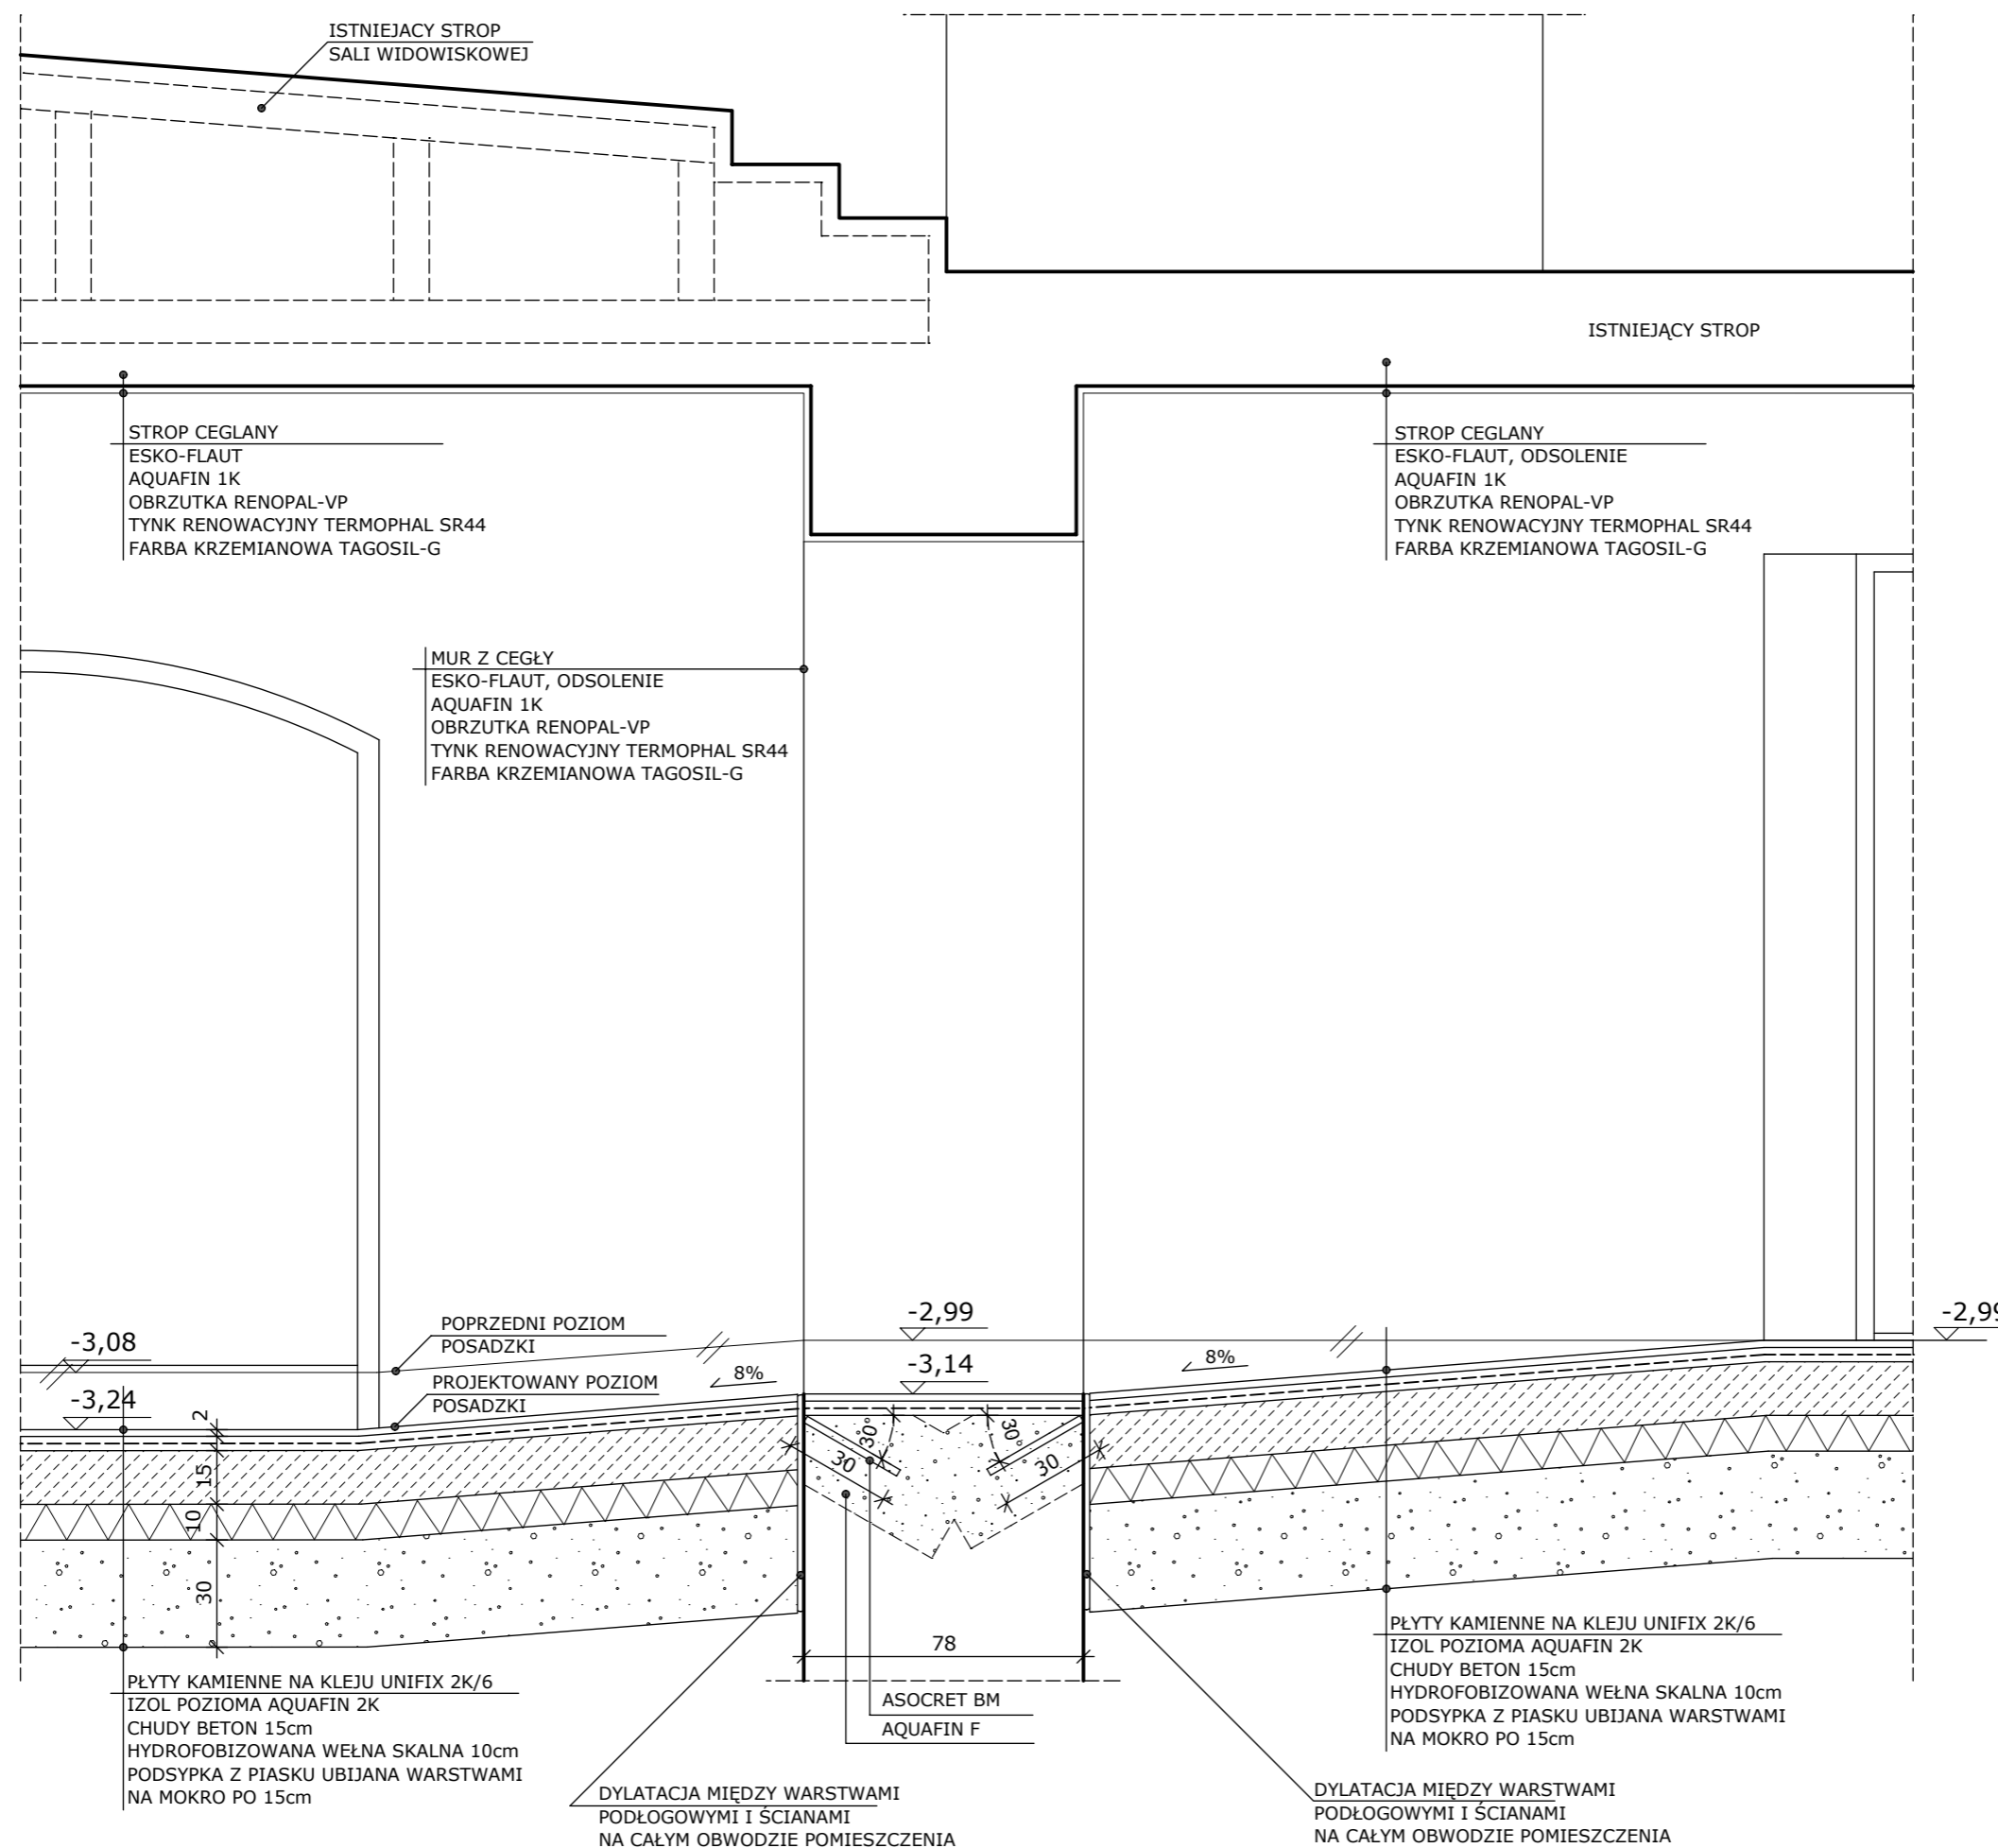 ISTNIEJACY STROP
SALI WIDOWISKOWEJ
ISTNIEJĄCY STROP
STROP CEGLANY
ESKO-FLAUT
AQUAFIN 1K
OBRZUTKA RENOPAL-VP
TYNK RENOWACYJNY TERMOPHAL SR44
FARBA KRZEMIANOWA TAGOSIL-G
STROP CEGLANY
ESKO-FLAUT, ODSOLENIE
AQUAFIN 1K
OBRZUTKA RENOPAL-VP
TYNK RENOWACYJNY TERMOPHAL SR44
FARBA KRZEMIANOWA TAGOSIL-G
MUR Z CEGŁY
ESKO-FLAUT, ODSOLENIE
AQUAFIN 1K
OBRZUTKA RENOPAL-VP
TYNK RENOWACYJNY TERMOPHAL SR44
FARBA KRZEMIANOWA TAGOSIL-G
-3,08
POPRZEDNI POZIOM
POSADZKI
-2,99
-2,99
-3,24
PROJEKTOWANY POZIOM
POSADZKI
8%
-3,14
8%
2
15
10
30
30°
30
30°
30
78
PŁYTY KAMIENNE NA KLEJU UNIFIX 2K/6
IZOL POZIOMA AQUAFIN 2K
CHUDY BETON 15cm
HYDROFOBIZOWANA WEŁNA SKALNA 10cm
PODSYPKA Z PIASKU UBIJANA WARSTWAMI
NA MOKRO PO 15cm
ASOCRET BM
AQUAFIN F
PŁYTY KAMIENNE NA KLEJU UNIFIX 2K/6
IZOL POZIOMA AQUAFIN 2K
CHUDY BETON 15cm
HYDROFOBIZOWANA WEŁNA SKALNA 10cm
PODSYPKA Z PIASKU UBIJANA WARSTWAMI
NA MOKRO PO 15cm
DYLATACJA MIĘDZY WARSTWAMI
PODŁOGOWYMI I ŚCIANAMI
NA CAŁYM OBWODZIE POMIESZCZENIA
DYLATACJA MIĘDZY WARSTWAMI
PODŁOGOWYMI I ŚCIANAMI
NA CAŁYM OBWODZIE POMIESZCZENIA